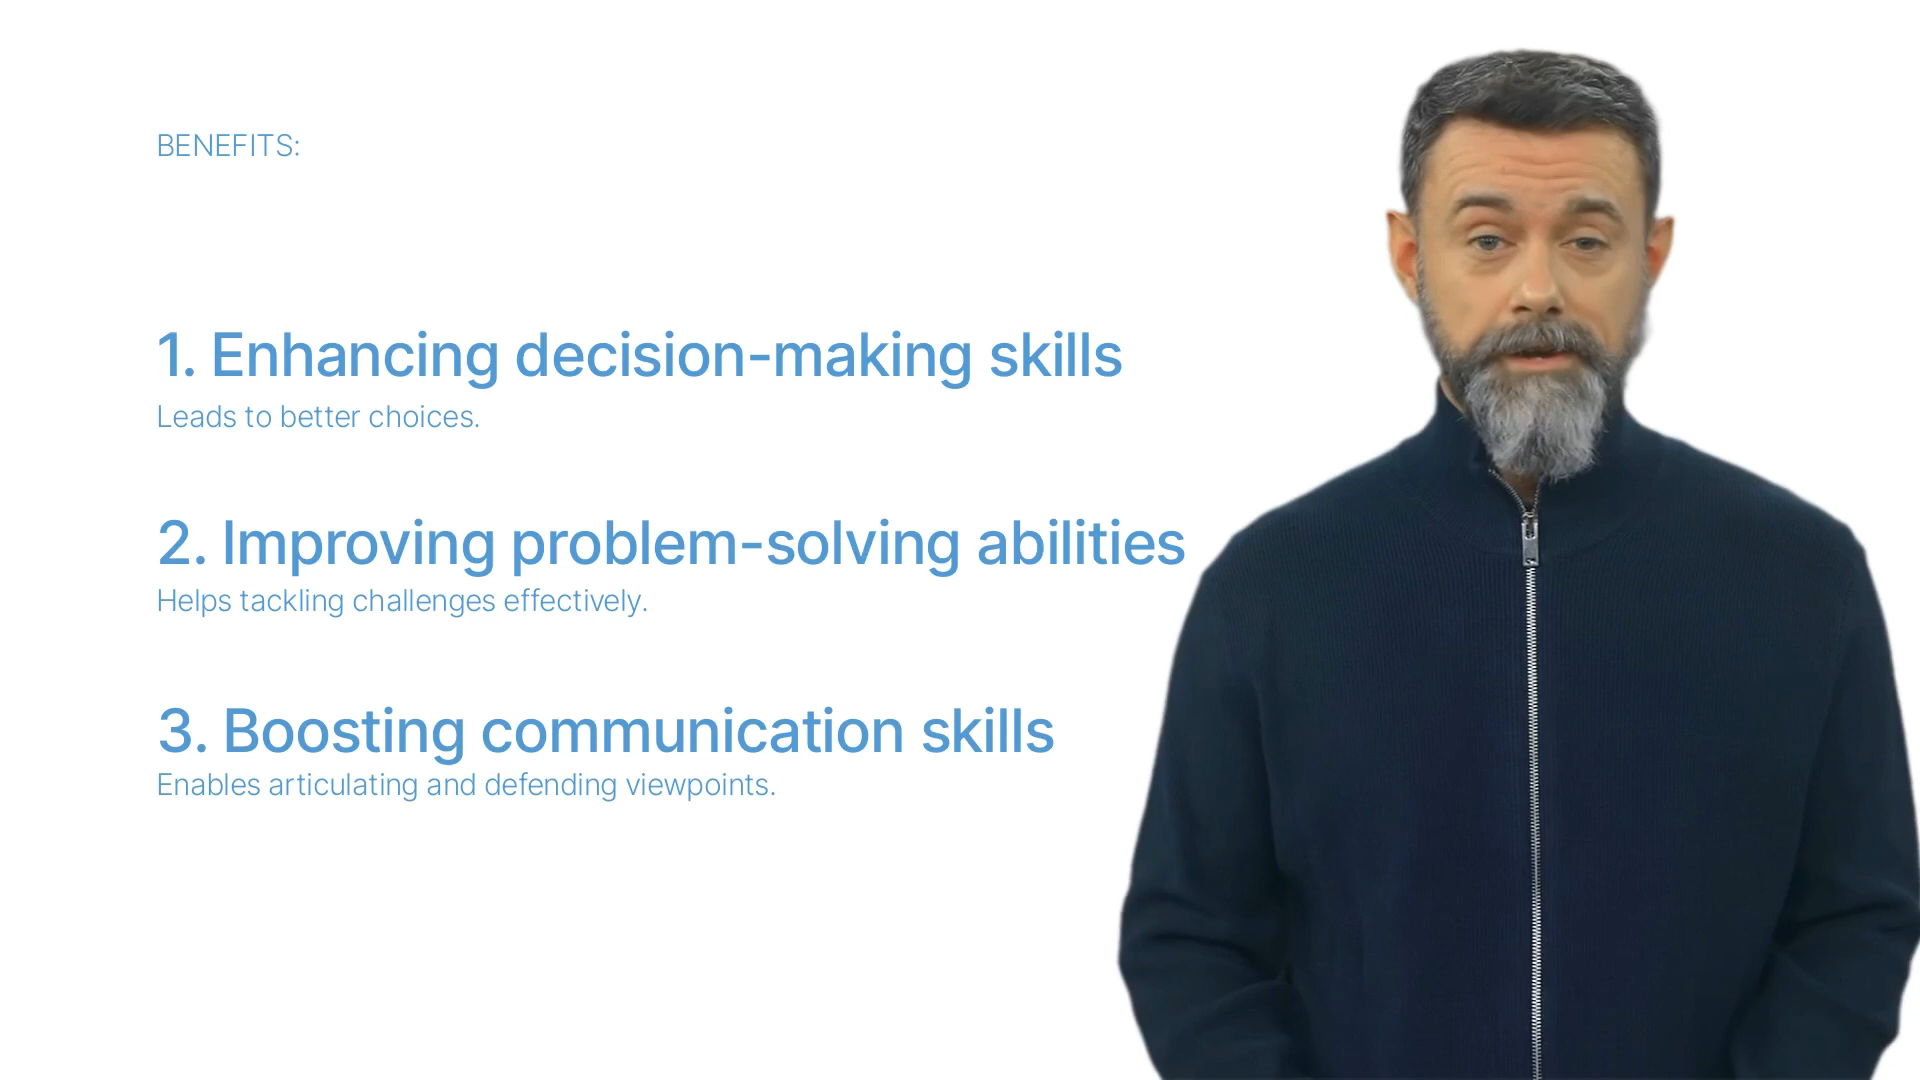 BENEFITS:
1. Enhancing decision-making skills
Leads to better choices.
2. Improving problem-solving abilities
Helps tackling challenges effectively.
3. Boosting communication skills
Enables articulating and defending viewpoints.